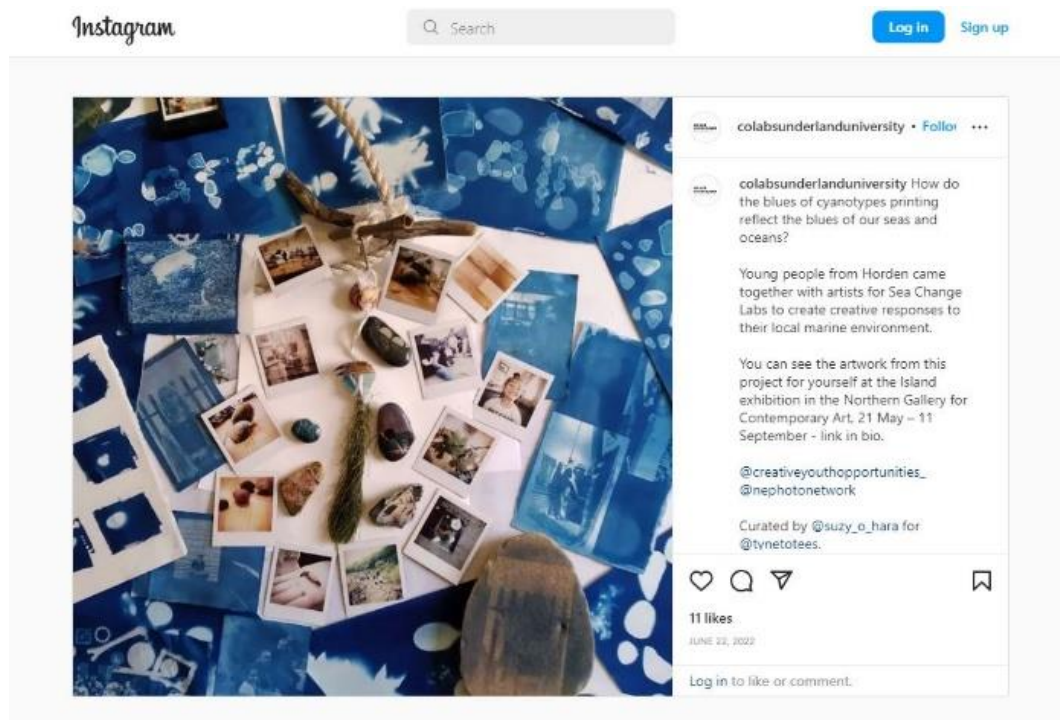 Instagram
Search
Log in
Sign up
colabsunderlanduniversity • Follow
colabsunderlanduniversity How do
the blues of cyanotypes printing
reflect the blues of our seas and
oceans?
Young people from Horden came
together with artists for Sea Change
Labs to create creative responses to
their local marine environment.
You can see the artwork from this
project for yourself at the Island
exhibition in the Northern Gallery for
Contemporary Art, 21 May – 11
September - link in bio.
@creativeyouthopportunities_
@nephotonetwork
Curated by @suzy_o_hara for
@tynetotees.
11 likes
JUNE 22, 2022
Log in to like or comment.